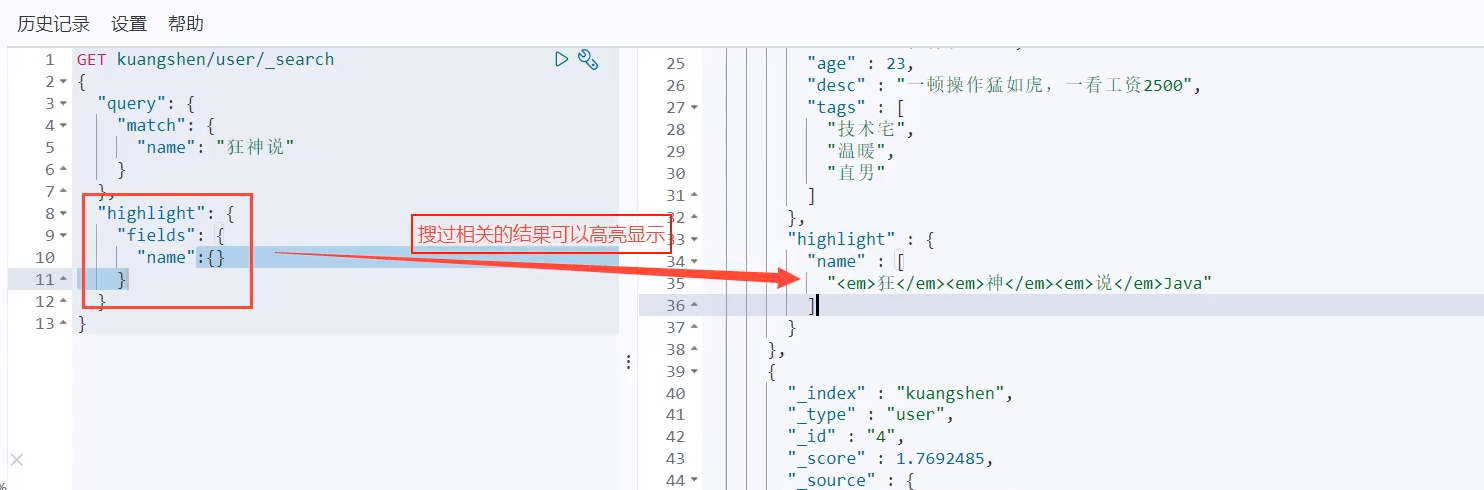 历史记录 设置 帮助
1 GET kuangshen/user/_search
2 {
3 "query": {
4 "match": {
5 "name": "狂神说"
6 }
7 },
8 "highlight": {
9 "fields": {
10 "name":{}
11 }
12 }
13 }
搜过相关的结果可以高亮显示
25 "age" : 23,
26 "desc" : "一顿操作猛如虎，一看工资2500",
27 "tags" : [
28 "技术宅",
29 "温暖",
30 "直男"
31 ]
32 },
33 "highlight" : {
34 "name" : [
35 "<em>狂</em><em>神</em><em>说</em>Java"
36 ]
37 }
38 },
39 {
40 "_index" : "kuangshen",
41 "_type" : "user",
42 "_id" : "4",
43 "_score" : 1.7692485,
44 "_source" : {